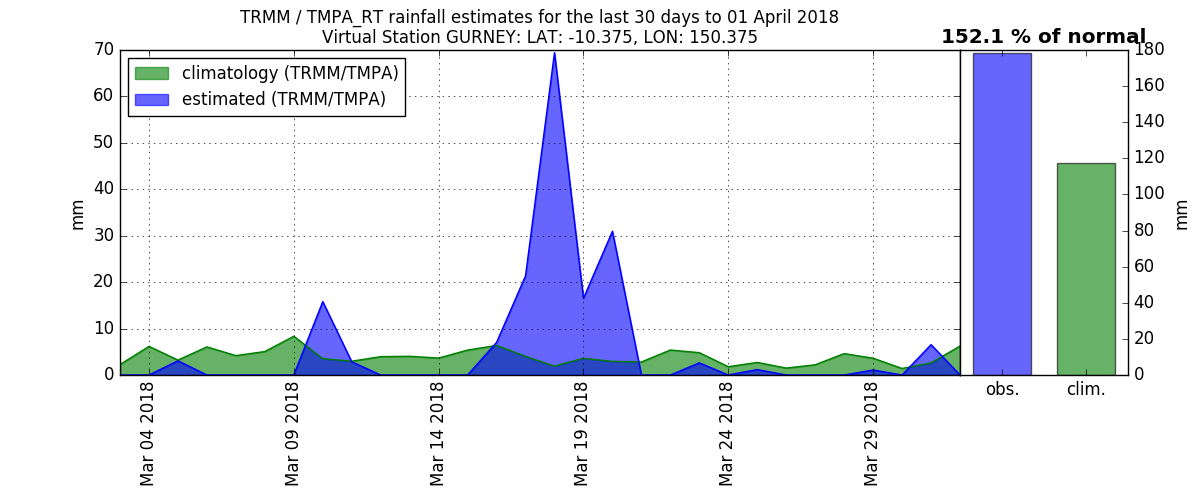 TRMM / TMPA_RT rainfall estimates for the last 30 days to 01 April 2018
Virtual Station GURNEY: LAT: -10.375, LON: 150.375
152.1 % of normal
climatology (TRMM/TMPA)
estimated (TRMM/TMPA)
70
60
50
40
30
20
10
0
mm
Mar 04 2018
Mar 09 2018
Mar 14 2018
Mar 19 2018
Mar 24 2018
Mar 29 2018
180
160
140
120
100
80
60
40
20
0
mm
obs.
clim.